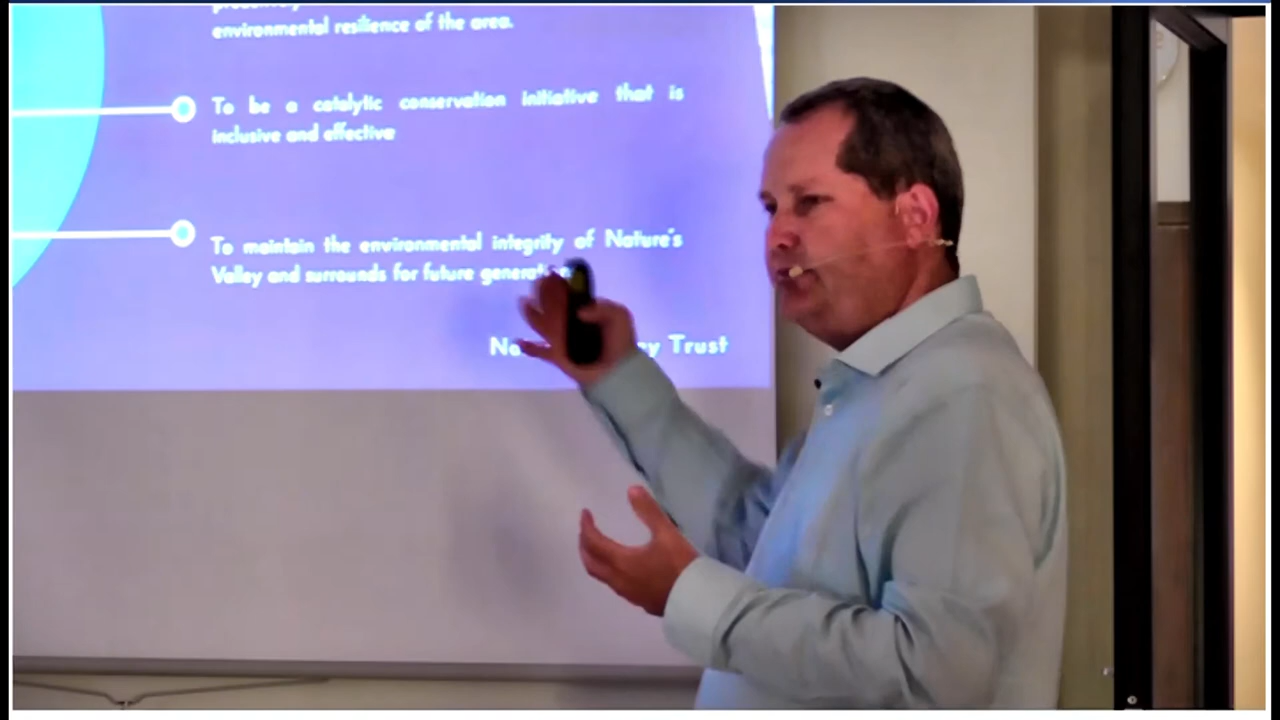 environmental resilience of the area.
To be a catalytic conservation initiative that is
inclusive and effective
To maintain the environmental integrity of Nature's
Valley and surrounds for future
Trust